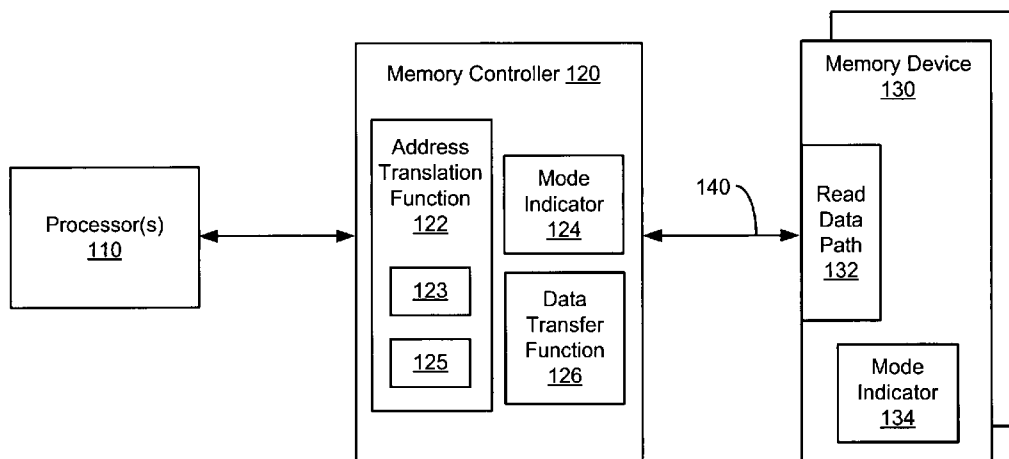 Processor(s)
110
Memory Controller 120
Address
Translation
Function
122
123
125
Mode
Indicator
124
Data
Transfer
Function
126
140
Memory Device
130
Read
Data
Path
132
Mode
Indicator
134